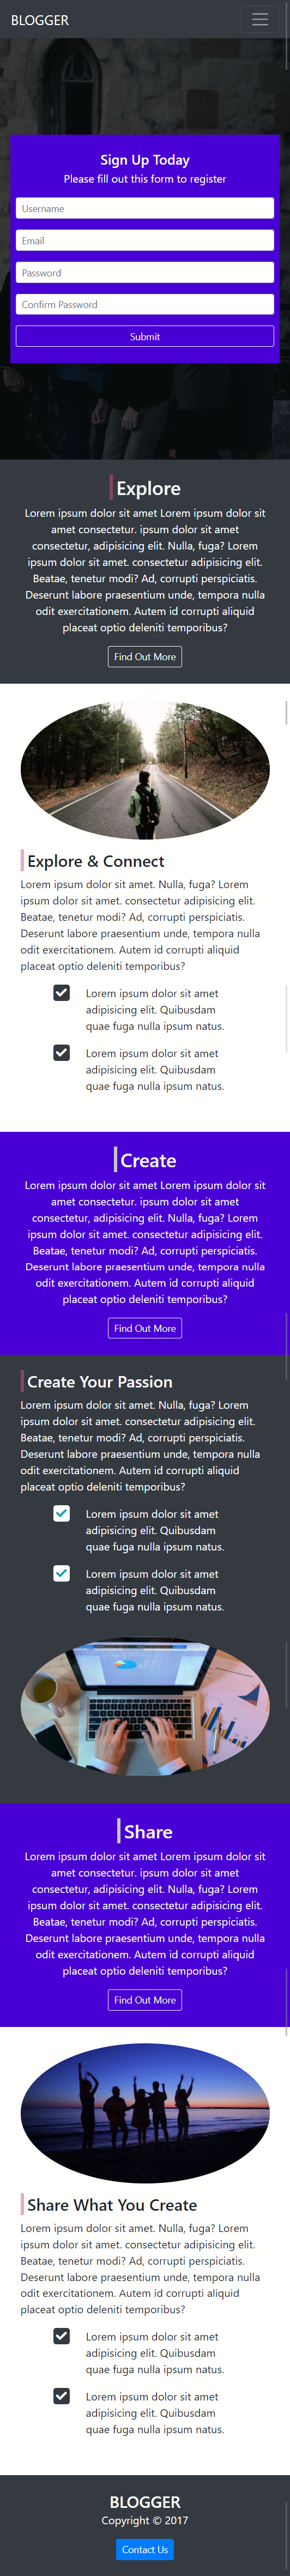 BLOGGER
Sign Up Today
Please fill out this form to register
Username
Email
Password
Confirm Password
Submit
Explore
Lorem ipsum dolor sit amet Lorem ipsum dolor sit
amet consectetur. ipsum dolor sit amet
consectetur, adipisicing elit. Nulla, fuga? Lorem
ipsum dolor sit amet. consectetur adipisicing elit.
Beatae, tenetur modi? Ad, corrupti perspiciatis.
Deserunt labore praesentium unde, tempora nulla
odit exercitationem. Autem id corrupti aliquid
placeat optio deleniti temporibus?
Find Out More
Explore & Connect
Lorem ipsum dolor sit amet. Nulla, fuga? Lorem
ipsum dolor sit amet. consectetur adipisicing elit.
Beatae, tenetur modi? Ad, corrupti perspiciatis.
Deserunt labore praesentium unde, tempora nulla
odit exercitationem. Autem id corrupti aliquid
placeat optio deleniti temporibus?
Lorem ipsum dolor sit amet
adipisicing elit. Quibusdam
quae fuga nulla ipsum natus.
Lorem ipsum dolor sit amet
adipisicing elit. Quibusdam
quae fuga nulla ipsum natus.
Create
Lorem ipsum dolor sit amet Lorem ipsum dolor sit
amet consectetur. ipsum dolor sit amet
consectetur, adipisicing elit. Nulla, fuga? Lorem
ipsum dolor sit amet. consectetur adipisicing elit.
Beatae, tenetur modi? Ad, corrupti perspiciatis.
Deserunt labore praesentium unde, tempora nulla
odit exercitationem. Autem id corrupti aliquid
placeat optio deleniti temporibus?
Find Out More
Create Your Passion
Lorem ipsum dolor sit amet. Nulla, fuga? Lorem
ipsum dolor sit amet. consectetur adipisicing elit.
Beatae, tenetur modi? Ad, corrupti perspiciatis.
Deserunt labore praesentium unde, tempora nulla
odit exercitationem. Autem id corrupti aliquid
placeat optio deleniti temporibus?
Lorem ipsum dolor sit amet
adipisicing elit. Quibusdam
quae fuga nulla ipsum natus.
Lorem ipsum dolor sit amet
adipisicing elit. Quibusdam
quae fuga nulla ipsum natus.
Share
Lorem ipsum dolor sit amet Lorem ipsum dolor sit
amet consectetur. ipsum dolor sit amet
consectetur, adipisicing elit. Nulla, fuga? Lorem
ipsum dolor sit amet. consectetur adipisicing elit.
Beatae, tenetur modi? Ad, corrupti perspiciatis.
Deserunt labore praesentium unde, tempora nulla
odit exercitationem. Autem id corrupti aliquid
placeat optio deleniti temporibus?
Find Out More
Share What You Create
Lorem ipsum dolor sit amet. Nulla, fuga? Lorem
ipsum dolor sit amet. consectetur adipisicing elit.
Beatae, tenetur modi? Ad, corrupti perspiciatis.
Deserunt labore praesentium unde, tempora nulla
odit exercitationem. Autem id corrupti aliquid
placeat optio deleniti temporibus?
Lorem ipsum dolor sit amet
adipisicing elit. Quibusdam
quae fuga nulla ipsum natus.
Lorem ipsum dolor sit amet
adipisicing elit. Quibusdam
quae fuga nulla ipsum natus.
BLOGGER
Copyright © 2017
Contact Us